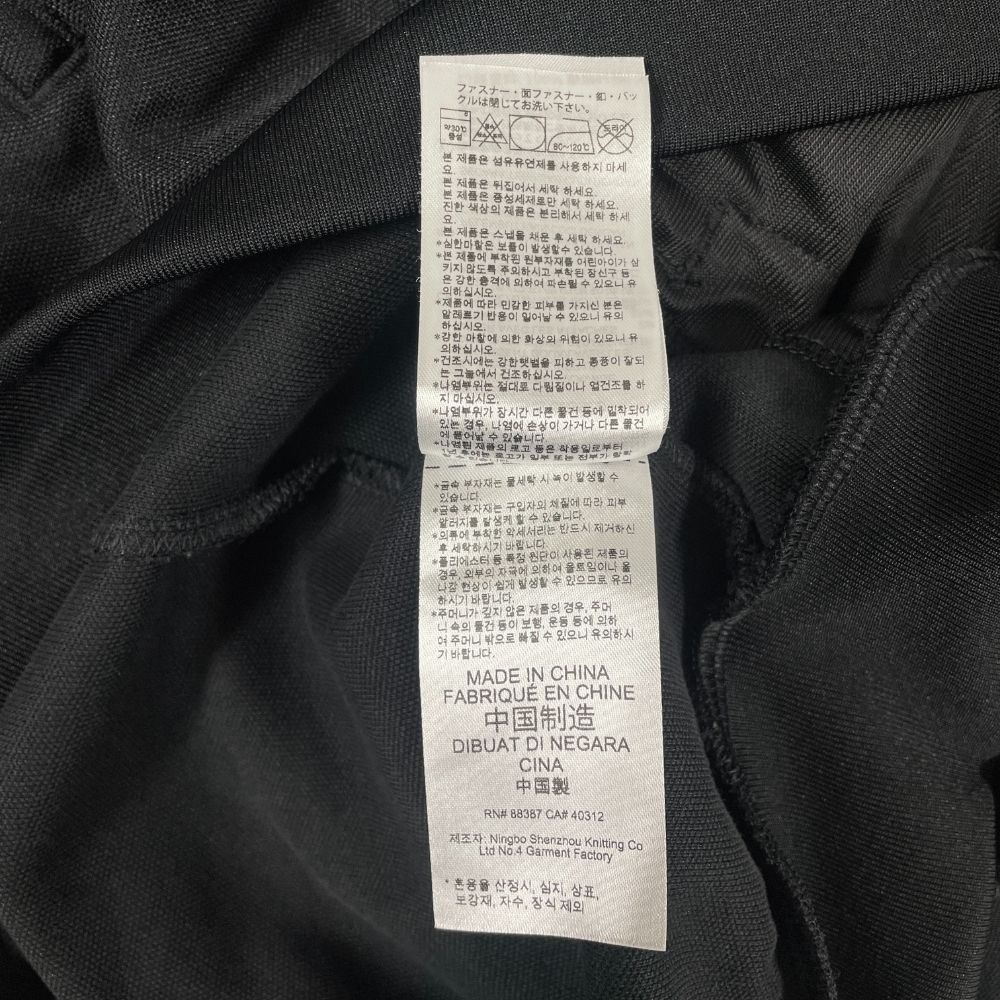 ファスナー・面ファスナー・釦・バッ
クルは閉じてお洗い下さい。
약30℃
중성
염소
표백
80~120℃
드라이
본 제품은 섬유유연제를 사용하지 마세
요.
본 제품은 뒤집어서 세탁 하세요.
본 제품은 중성세제로만 세탁 하세요.
진한 색상의 제품은 분리해서 세탁 하세
요.
본 제품은 스냅을 채운 후 세탁 하세요.
*심한마찰은 보풀이 발생할수 있습니다.
*본 제품에 부착된 원부자재를 어린아이가 삼
키지 않도록 주의하시고 부착된 장신구 등
은 강한 충격에 의하여 파손될 수 있으니 유
의하십시오.
*제품에 따라 민감한 피부를 가지신 분은
알레르기 반응이 일어날 수 있으니 유의
하십시오.
*강한 마찰에 의한 화상의 위험이 있으니 유
의하십시오.
*건조시에는 강한햇볕을 피하고 통풍이 잘되
는 그늘에서 건조하십시오.
*나염부위는 절대로 다림질이나 열건조를 하
지 마십시오.
*나염부위가 장시간 다른 물건 등에 밀착되어
있는 경우, 나염에 손상이 가거나 다른 물건
에 묻어날 수 있습니다.
*나염된 제품의 로고 등은 착용일로부터
*금속 부자재는 물세탁 시 녹이 발생할 수
있습니다.
*금속 부자재는 구입자의 체질에 따라 피부
알러지를 발생케 할 수 있습니다.
*의류에 부착한 악세서리는 반드시 제거하신
후 세탁하시기 바랍니다.
*폴리에스터 등 특정 원단이 사용된 제품의
경우, 외부의 자극에 의하여 올트임이나 올
나감 현상이 쉽게 발생할 수 있으므로 유의
하시기 바랍니다.
*주머니가 깊지 않은 제품의 경우, 주머
니 속의 물건 등이 보행, 운동 등에 의하
여 주머니 밖으로 빠질 수 있으니 유의하시
기 바랍니다.
MADE IN CHINA
FABRIQUÉ EN CHINE
中国制造
DIBUAT DI NEGARA
CINA
中国製
RN# 88387 CA# 40312
제조자: Ningbo Shenzhou Knitting Co
Ltd No.4 Garment Factory
* 혼용율 산정시, 심지, 상표,
보강재, 자수, 장식 제외